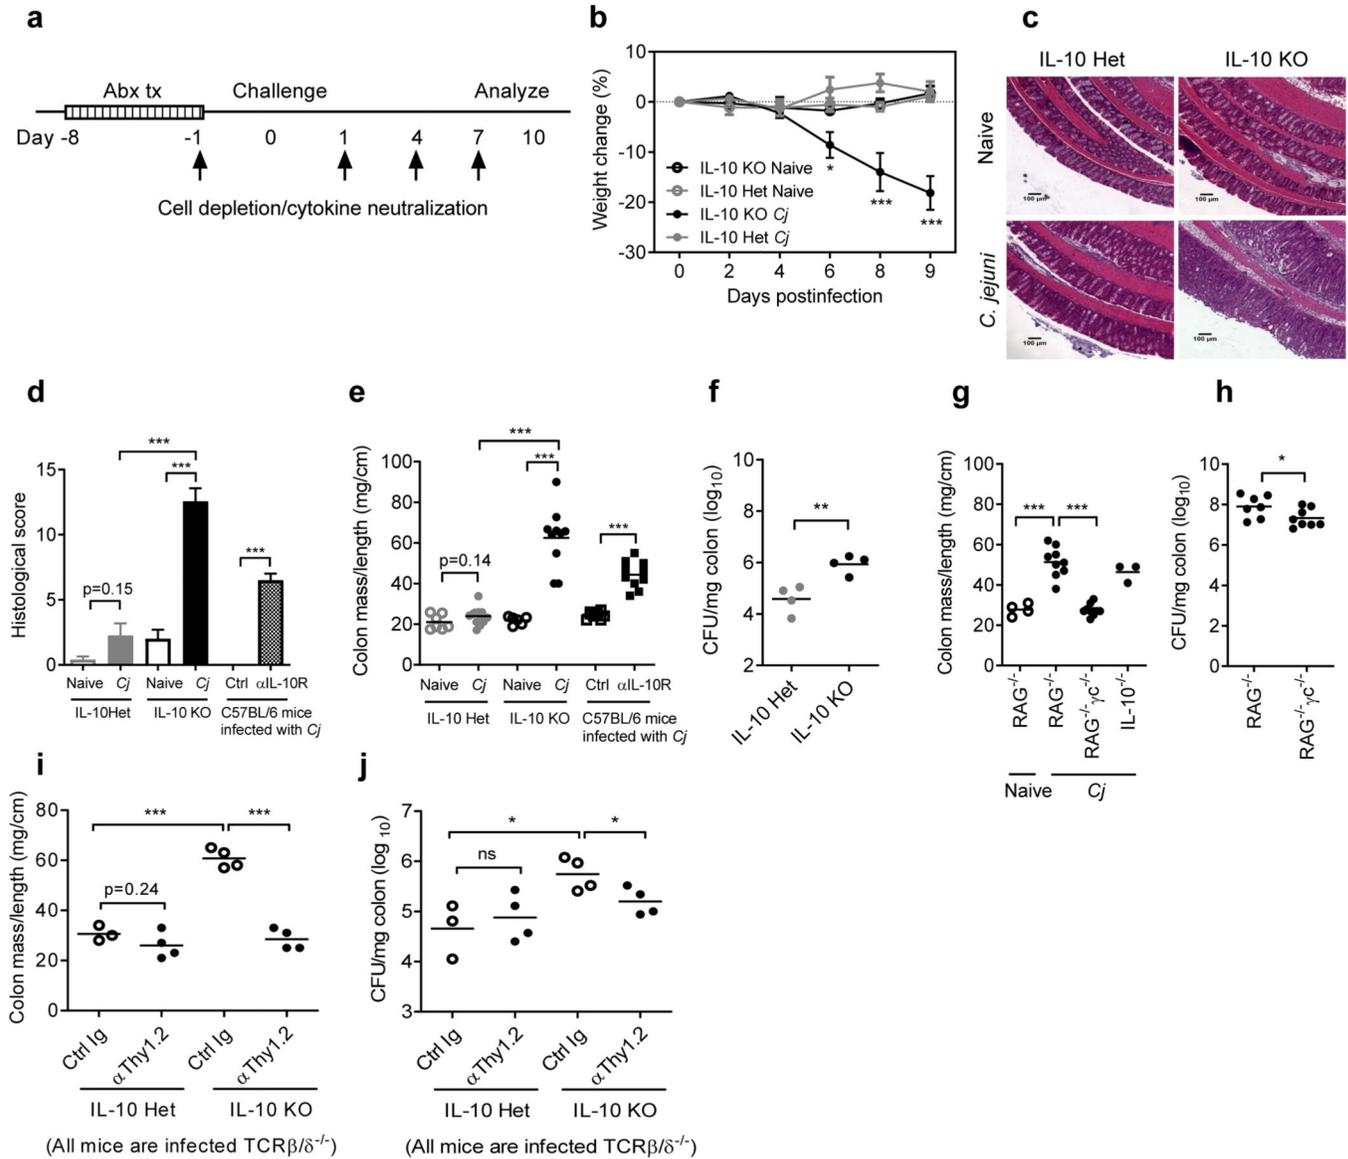 a
Abx tx
Challenge
Analyze
Day -8 -1 0 1 4 7 10
Cell depletion/cytokine neutralization
b
Weight change (%)
10
0
-10
-20
-30
IL-10 KO Naive
IL-10 Het Naive
IL-10 KO Cj
IL-10 Het Cj
*
***
***
0 2 4 6 8 9
Days postinfection
c
IL-10 Het IL-10 KO
Naive
C. jejuni
100 µm
100 µm
100 µm
100 µm
d
Histological score
15
10
5
0
***
***
***
p=0.15
Naive Cj Naive Cj Ctrl αIL-10R
IL-10Het IL-10 KO C57BL/6 mice
infected with Cj
e
Colon mass/length (mg/cm)
100
80
60
40
20
0
***
***
***
p=0.14
Naive Cj Naive Cj Ctrl αIL-10R
IL-10 Het IL-10 KO C57BL/6 mice
infected with Cj
f
CFU/mg colon (log10)
10
8
6
4
2
**
IL-10 Het
IL-10 KO
g
Colon mass/length (mg/cm)
100
80
60
40
20
0
*** ***
RAG-/-
RAG-/-
RAG-/-γc-/-
IL-10-/-
Naive Cj
h
CFU/mg colon (log10)
10
8
6
4
2
0
*
RAG-/-
RAG-/-γc-/-
i
Colon mass/length (mg/cm)
80
60
40
20
0
*** ***
p=0.24
Ctrl Ig
αThy1.2
Ctrl Ig
αThy1.2
IL-10 Het IL-10 KO
(All mice are infected TCRβ/δ-/-)
j
CFU/mg colon (log 10)
7
6
5
4
3
* *
ns
Ctrl Ig
αThy1.2
Ctrl Ig
αThy1.2
IL-10 Het IL-10 KO
(All mice are infected TCRβ/δ-/-)